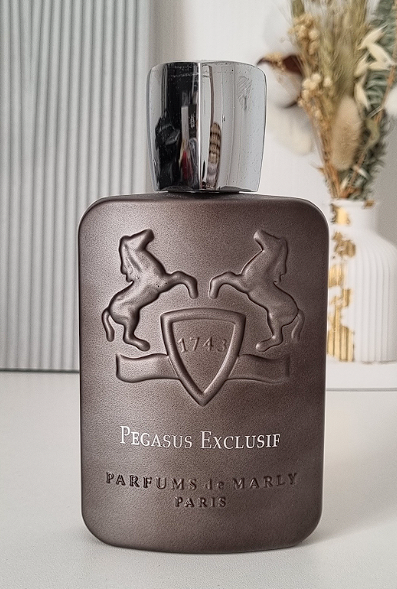 1743
PEGASUS EXCLUSIF
PARFUMS de MARLY
PARIS